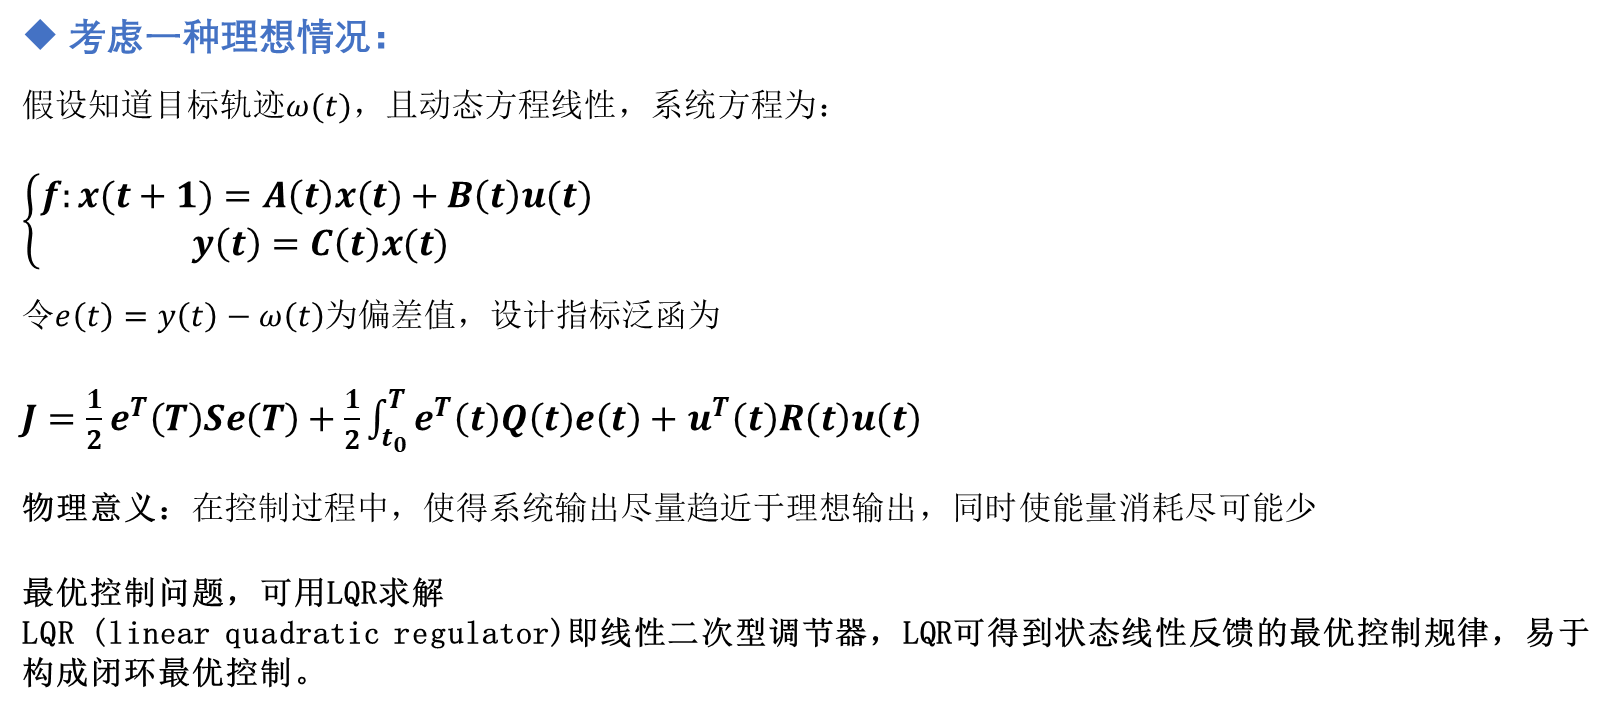 ◆ 考虑一种理想情况：
假设知道目标轨迹ω(t)，且动态方程线性，系统方程为：
f: x(t + 1) = A(t)x(t) + B(t)u(t)
y(t) = C(t)x(t)
令e(t) = y(t) − ω(t)为偏差值，设计指标泛函为
J = 1/2 e^T(T)Se(T) + 1/2 ∫_{t_0}^{T} e^T(t)Q(t)e(t) + u^T(t)R(t)u(t)
物理意义：在控制过程中，使得系统输出尽量趋近于理想输出，同时使能量消耗尽可能少
最优控制问题，可用LQR求解
LQR (linear quadratic regulator)即线性二次型调节器，LQR可得到状态线性反馈的最优控制规律，易于
构成闭环最优控制。